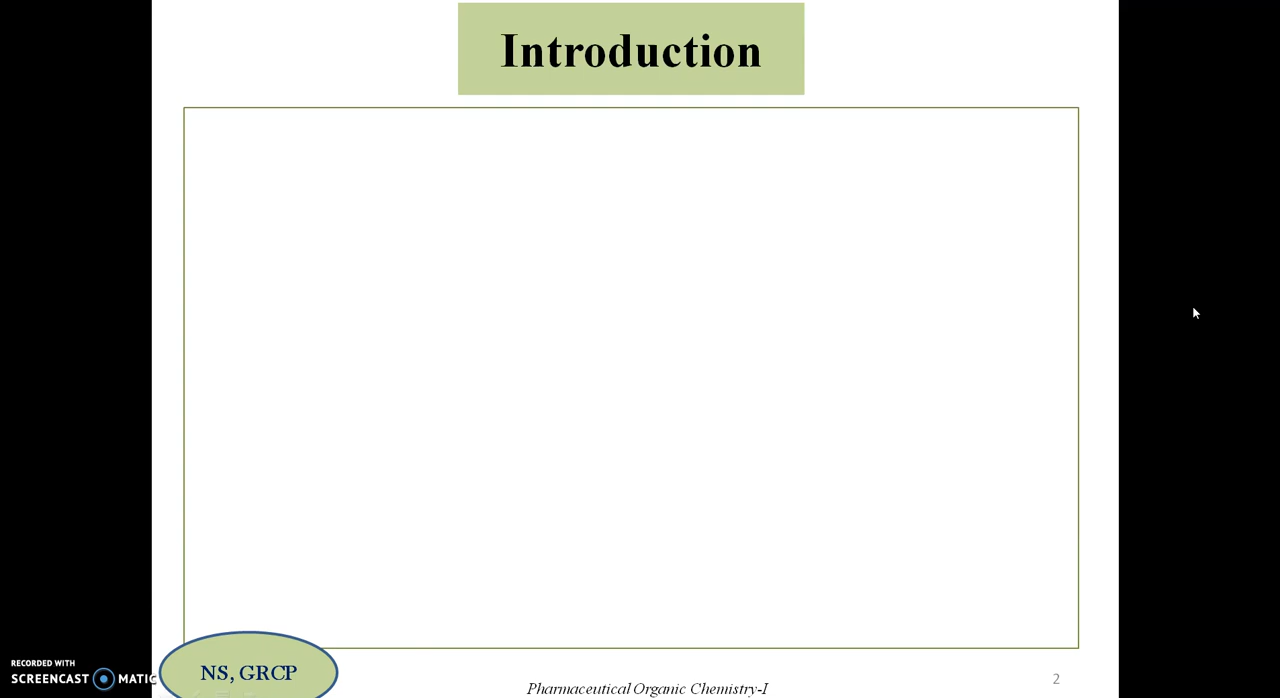 Introduction
NS, GRCP
RECORDED WITH
SCREENCAST MATIC
Pharmaceutical Organic Chemistry-I
2